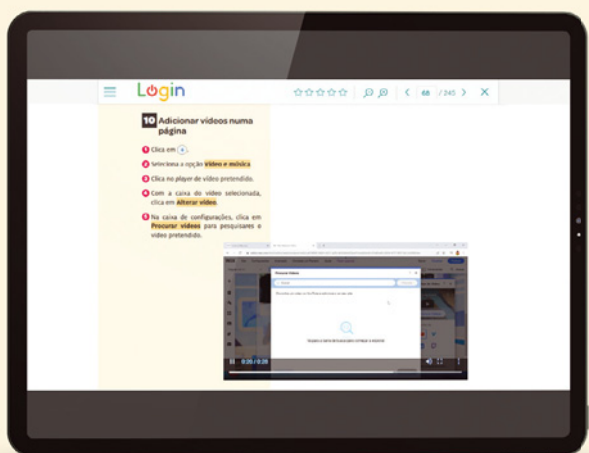 Login
68 / 245
10 Adicionar vídeos numa
página
1 Clica em +.
2 Seleciona a opção Vídeo e música
3 Clica no player de vídeo pretendido.
4 Com a caixa do vídeo selecionada,
clica em Alterar vídeo.
5 Na caixa de configurações, clica em
Procurar vídeos para pesquisares o
vídeo pretendido.
Procurar Vídeos
0:20 / 0:20